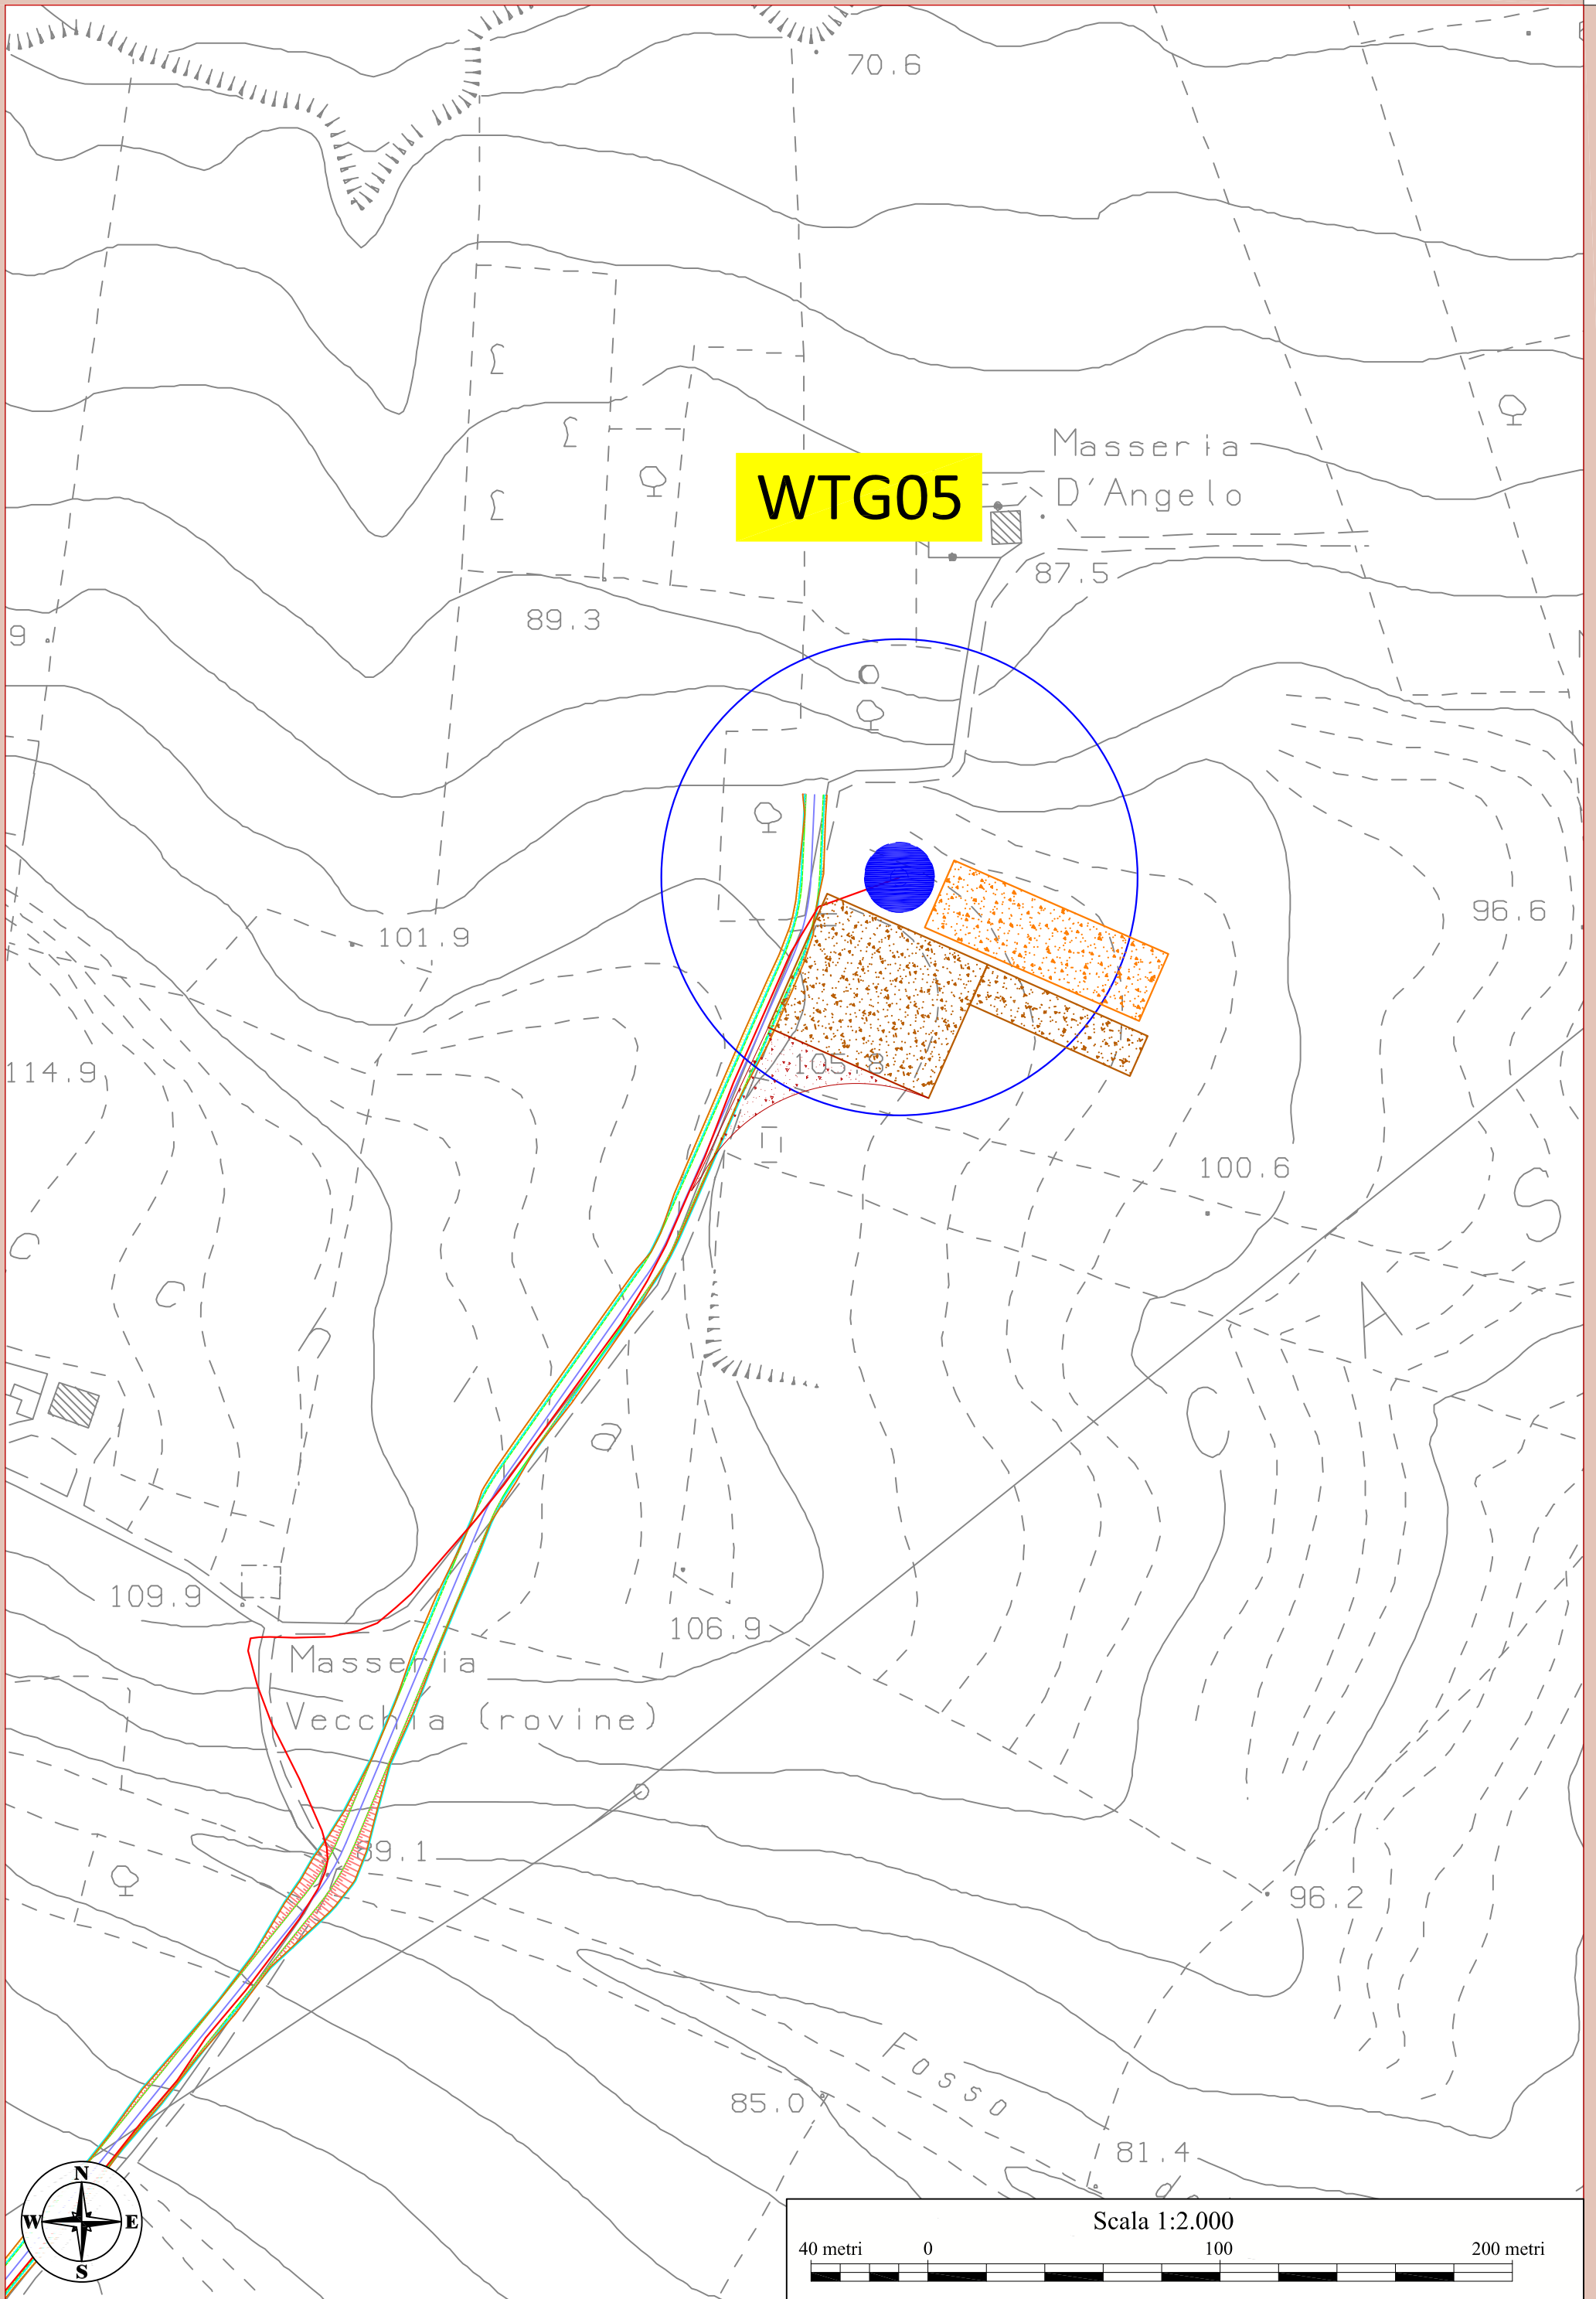 70.6
Masseria
D'Angelo
WTG05
87.5
89.3
9
96.6
101.9
114.9
105.8
100.6
S
c
c
h
A
a
C
109.9
106.9
Masseria
Vecchia (rovine)
89.1
96.2
Fosso
85.0
81.4
N
W E
S
Scala 1:2.000
40 metri 0 100 200 metri